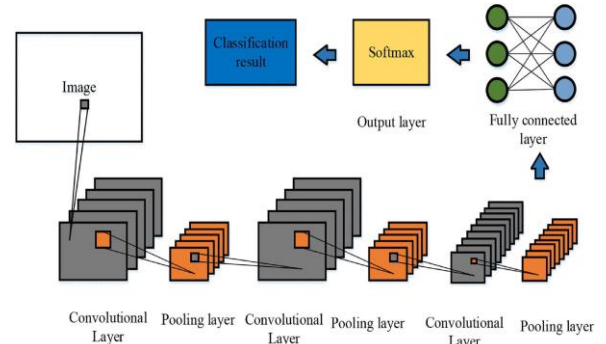 Image
Classification
result
Softmax
Output layer
Fully connected
layer
Convolutional
Layer
Pooling layer
Convolutional
Layer
Pooling layer
Convolutional
Layer
Pooling layer